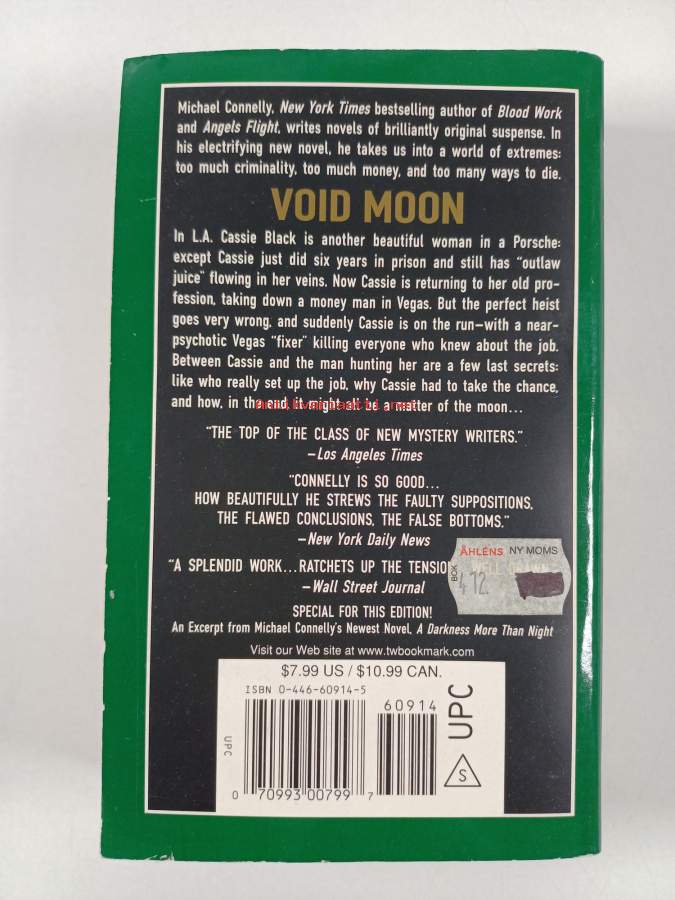 Michael Connelly, New York Times bestselling author of Blood Work
and Angels Flight, writes novels of brilliantly original suspense. In
his electrifying new novel, he takes us into a world of extremes:
too much criminality, too much money, and too many ways to die.
VOID MOON
In L.A. Cassie Black is another beautiful woman in a Porsche:
except Cassie just did six years in prison and still has "outlaw
juice" flowing in her veins. Now Cassie is returning to her old pro-
fession, taking down a money man in Vegas. But the perfect heist
goes very wrong, and suddenly Cassie is on the run—with a near-
psychotic Vegas "fixer" killing everyone who knew about the job.
Between Cassie and the man hunting her are a few last secrets:
like who really set up the job, why Cassie had to take the chance,
and how, in the end, it might all be a matter of the moon...
"THE TOP OF THE CLASS OF NEW MYSTERY WRITERS."
—Los Angeles Times
"CONNELLY IS SO GOOD...
HOW BEAUTIFULLY HE STREWS THE FAULTY SUPPOSITIONS,
THE FLAWED CONCLUSIONS, THE FALSE BOTTOMS."
—New York Daily News
ÅHLÉNS NY MOMS
BOK
472.
"A SPLENDID WORK...RATCHETS UP THE TENSIO
—Wall Street Journal
SPECIAL FOR THIS EDITION!
An Excerpt from Michael Connelly's Newest Novel, A Darkness More Than Night
Visit our Web site at www.twbookmark.com
$7.99 US / $10.99 CAN.
ISBN 0-446-60914-5
60914
UPC
UPC
S
0 70993 00799 7